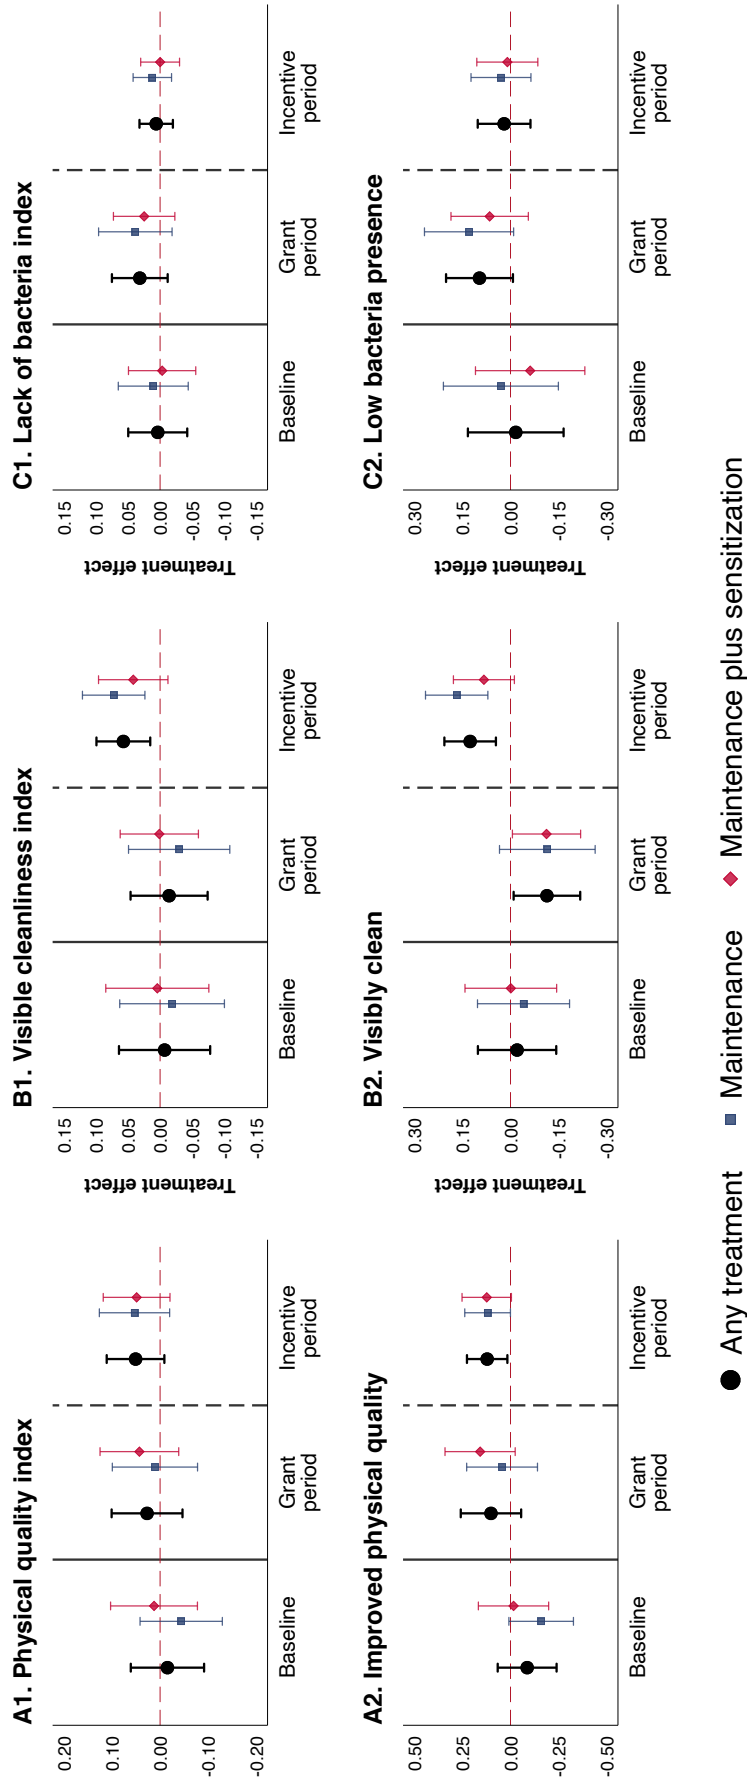 A1. Physical quality index
0.20
0.10
0.00
-0.10
-0.20
Baseline
Grant
period
Incentive
period
B1. Visible cleanliness index
Treatment effect
0.15
0.10
0.05
0.00
-0.05
-0.10
-0.15
Baseline
Grant
period
Incentive
period
C1. Lack of bacteria index
Treatment effect
0.15
0.10
0.05
0.00
-0.05
-0.10
-0.15
Baseline
Grant
period
Incentive
period
A2. Improved physical quality
0.50
0.25
0.00
-0.25
-0.50
Baseline
Grant
period
Incentive
period
B2. Visibly clean
Treatment effect
0.30
0.15
0.00
-0.15
-0.30
Baseline
Grant
period
Incentive
period
C2. Low bacteria presence
Treatment effect
0.30
0.15
0.00
-0.15
-0.30
Baseline
Grant
period
Incentive
period
Any treatment
Maintenance
Maintenance plus sensitization